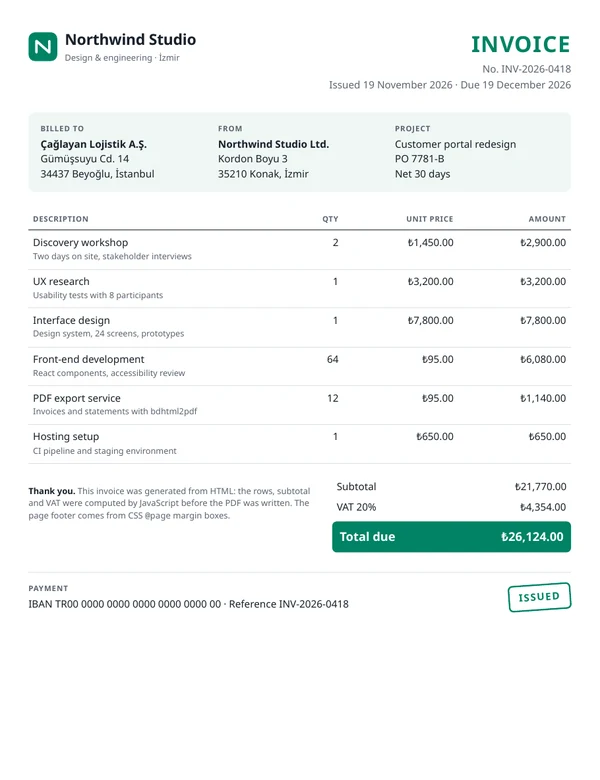 N
Northwind Studio
Design & engineering · İzmir
INVOICE
No. INV-2026-0418
Issued 19 November 2026 · Due 19 December 2026
BILLED TO
Çağlayan Lojistik A.Ş.
Gümüşsuyu Cd. 14
34437 Beyoğlu, İstanbul
FROM
Northwind Studio Ltd.
Kordon Boyu 3
35210 Konak, İzmir
PROJECT
Customer portal redesign
PO 7781-B
Net 30 days
DESCRIPTION QTY UNIT PRICE AMOUNT
Discovery workshop 2 ₺1,450.00 ₺2,900.00
Two days on site, stakeholder interviews
UX research 1 ₺3,200.00 ₺3,200.00
Usability tests with 8 participants
Interface design 1 ₺7,800.00 ₺7,800.00
Design system, 24 screens, prototypes
Front-end development 64 ₺95.00 ₺6,080.00
React components, accessibility review
PDF export service 12 ₺95.00 ₺1,140.00
Invoices and statements with bdhtml2pdf
Hosting setup 1 ₺650.00 ₺650.00
CI pipeline and staging environment
Thank you. This invoice was generated from HTML: the rows, subtotal
and VAT were computed by JavaScript before the PDF was written. The
page footer comes from CSS @page margin boxes.
Subtotal ₺21,770.00
VAT 20% ₺4,354.00
Total due ₺26,124.00
PAYMENT
IBAN TR00 0000 0000 0000 0000 0000 00 · Reference INV-2026-0418
ISSUED